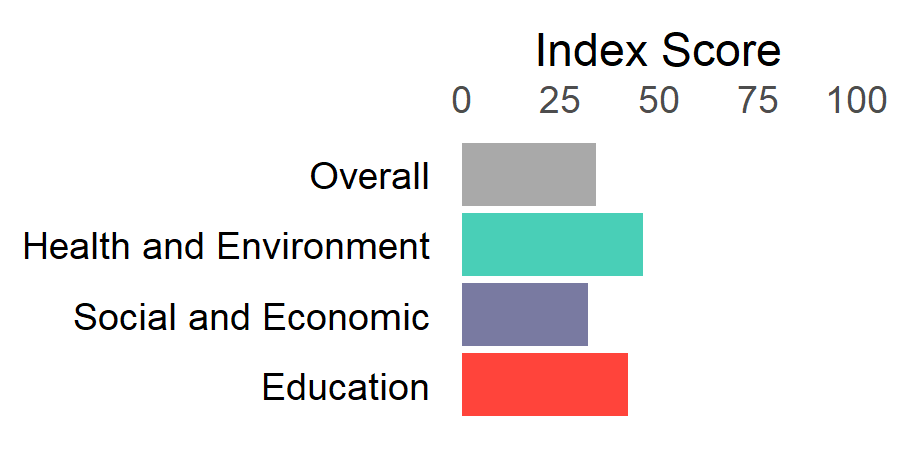 Index Score
0 25 50 75 100
Overall
Health and Environment
Social and Economic
Education